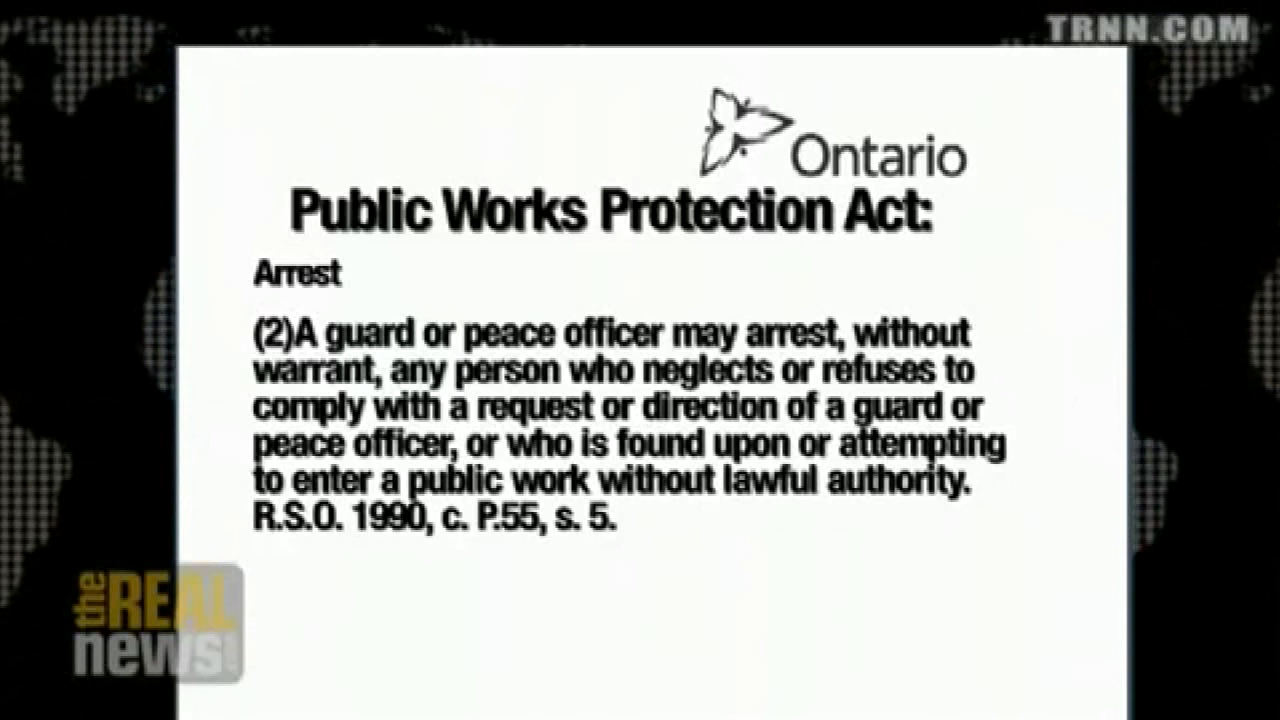 TRNN.COM
Ontario
Public Works Protection Act:
Arrest
(2)A guard or peace officer may arrest, without
warrant, any person who neglects or refuses to
comply with a request or direction of a guard or
peace officer, or who is found upon or attempting
to enter a public work without lawful authority.
R.S.O. 1990, c. P.55, s. 5.
the REAL
news!